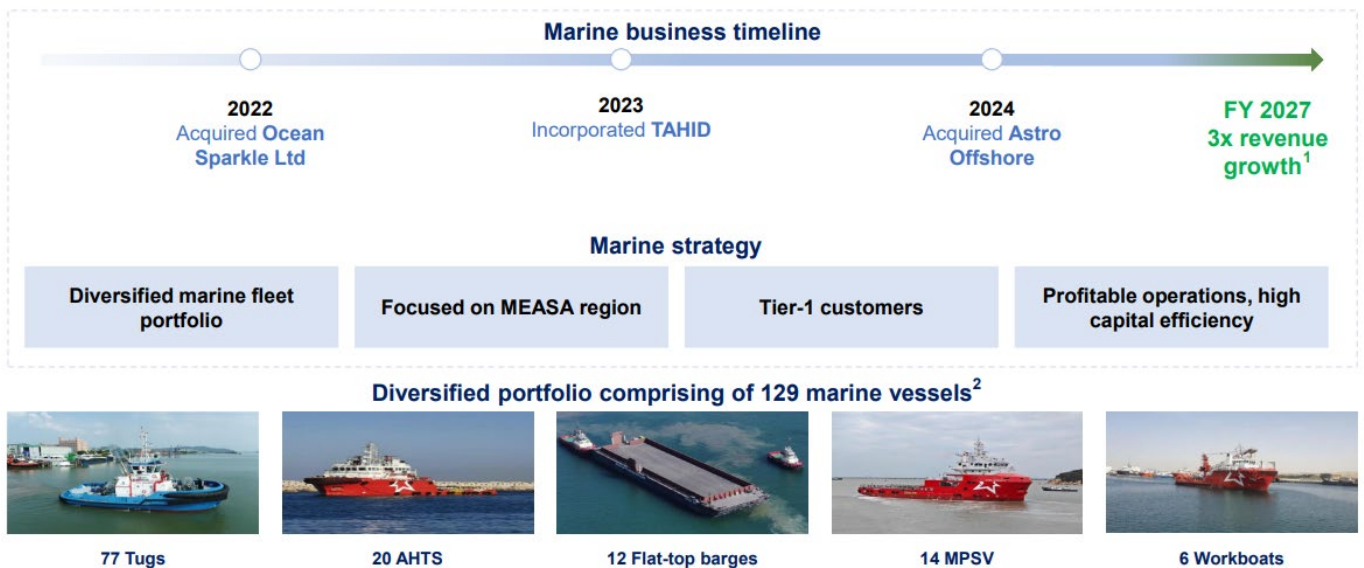 Marine business timeline
2022
Acquired Ocean
Sparkle Ltd
2023
Incorporated TAHID
2024
Acquired Astro
Offshore
FY 2027
3x revenue
growth1
Marine strategy
Diversified marine fleet
portfolio
Focused on MEASA region
Tier-1 customers
Profitable operations, high
capital efficiency
Diversified portfolio comprising of 129 marine vessels2
77 Tugs
20 AHTS
12 Flat-top barges
14 MPSV
6 Workboats